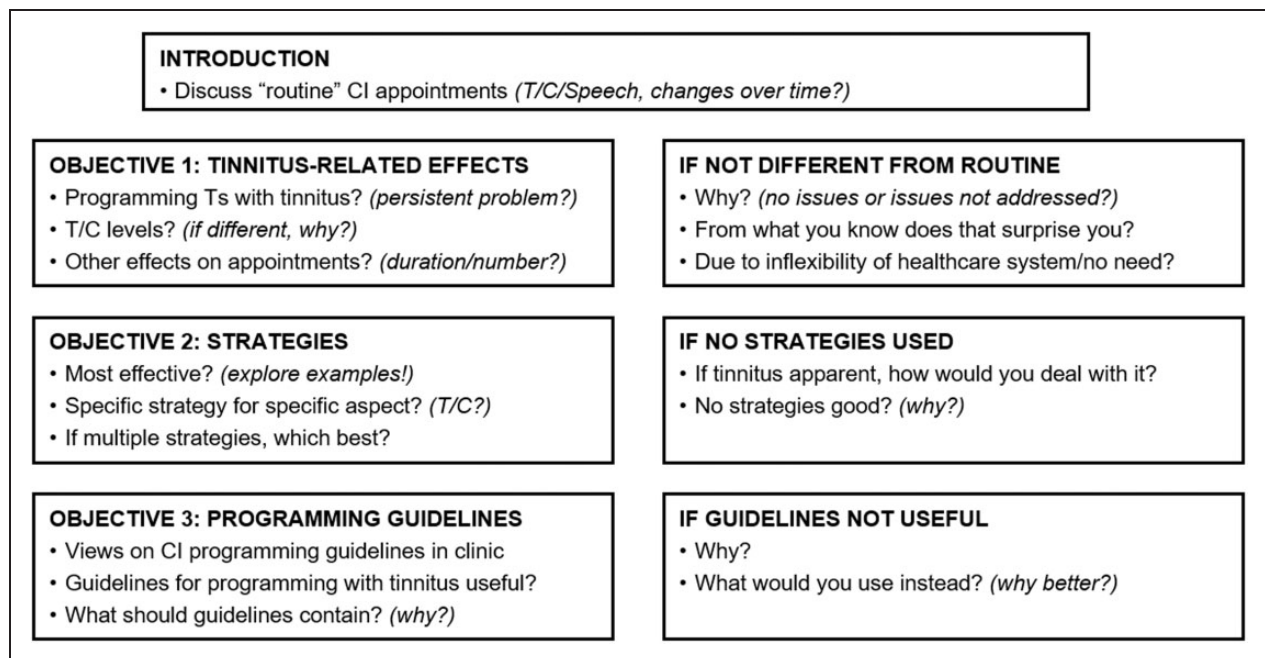 INTRODUCTION
• Discuss “routine” CI appointments (T/C/Speech, changes over time?)
OBJECTIVE 1: TINNITUS-RELATED EFFECTS
• Programming Ts with tinnitus? (persistent problem?)
• T/C levels? (if different, why?)
• Other effects on appointments? (duration/number?)
IF NOT DIFFERENT FROM ROUTINE
• Why? (no issues or issues not addressed?)
• From what you know does that surprise you?
• Due to inflexibility of healthcare system/no need?
OBJECTIVE 2: STRATEGIES
• Most effective? (explore examples!)
• Specific strategy for specific aspect? (T/C?)
• If multiple strategies, which best?
IF NO STRATEGIES USED
• If tinnitus apparent, how would you deal with it?
• No strategies good? (why?)
OBJECTIVE 3: PROGRAMMING GUIDELINES
• Views on CI programming guidelines in clinic
• Guidelines for programming with tinnitus useful?
• What should guidelines contain? (why?)
IF GUIDELINES NOT USEFUL
• Why?
• What would you use instead? (why better?)